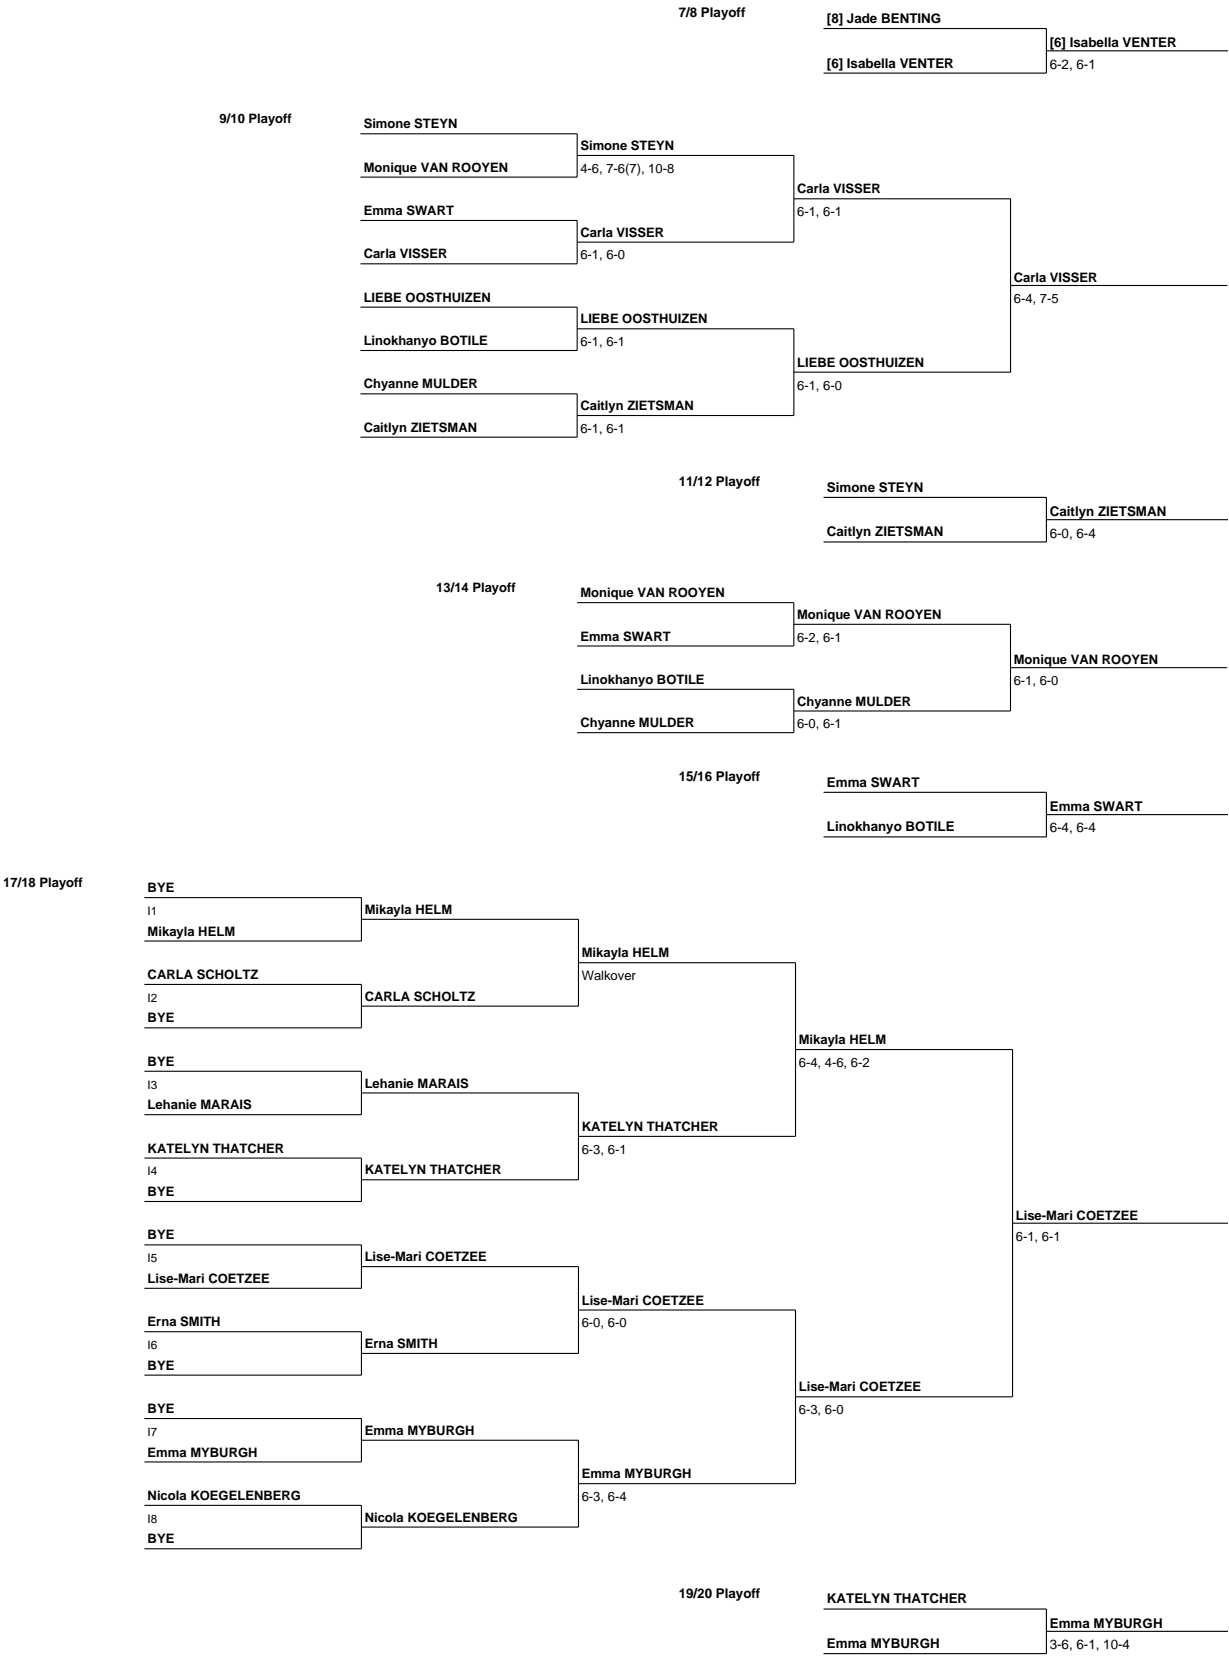 7/8 Playoff
[8] Jade BENTING
[6] Isabella VENTER
[6] Isabella VENTER
6-2, 6-1
9/10 Playoff
Simone STEYN
Simone STEYN
Monique VAN ROOYEN
4-6, 7-6(7), 10-8
Carla VISSER
Emma SWART
6-1, 6-1
Carla VISSER
Carla VISSER
6-1, 6-0
Carla VISSER
LIEBE OOSTHUIZEN
6-4, 7-5
LIEBE OOSTHUIZEN
Linokhanyo BOTILE
6-1, 6-1
LIEBE OOSTHUIZEN
Chyanne MULDER
6-1, 6-0
Caitlyn ZIETSMAN
Caitlyn ZIETSMAN
6-1, 6-1
11/12 Playoff
Simone STEYN
Caitlyn ZIETSMAN
Caitlyn ZIETSMAN
6-0, 6-4
13/14 Playoff
Monique VAN ROOYEN
Monique VAN ROOYEN
Emma SWART
6-2, 6-1
Monique VAN ROOYEN
Linokhanyo BOTILE
6-1, 6-0
Chyanne MULDER
Chyanne MULDER
6-0, 6-1
15/16 Playoff
Emma SWART
Emma SWART
Linokhanyo BOTILE
6-4, 6-4
17/18 Playoff
BYE
I1
Mikayla HELM
Mikayla HELM
Mikayla HELM
CARLA SCHOLTZ
Walkover
I2
CARLA SCHOLTZ
BYE
Mikayla HELM
BYE
6-4, 4-6, 6-2
I3
Lehanie MARAIS
Lehanie MARAIS
KATELYN THATCHER
KATELYN THATCHER
6-3, 6-1
I4
KATELYN THATCHER
BYE
Lise-Mari COETZEE
BYE
6-1, 6-1
I5
Lise-Mari COETZEE
Lise-Mari COETZEE
Lise-Mari COETZEE
Erna SMITH
6-0, 6-0
I6
Erna SMITH
BYE
Lise-Mari COETZEE
BYE
6-3, 6-0
I7
Emma MYBURGH
Emma MYBURGH
Emma MYBURGH
Nicola KOEGELENBERG
6-3, 6-4
I8
Nicola KOEGELENBERG
BYE
19/20 Playoff
KATELYN THATCHER
Emma MYBURGH
Emma MYBURGH
3-6, 6-1, 10-4